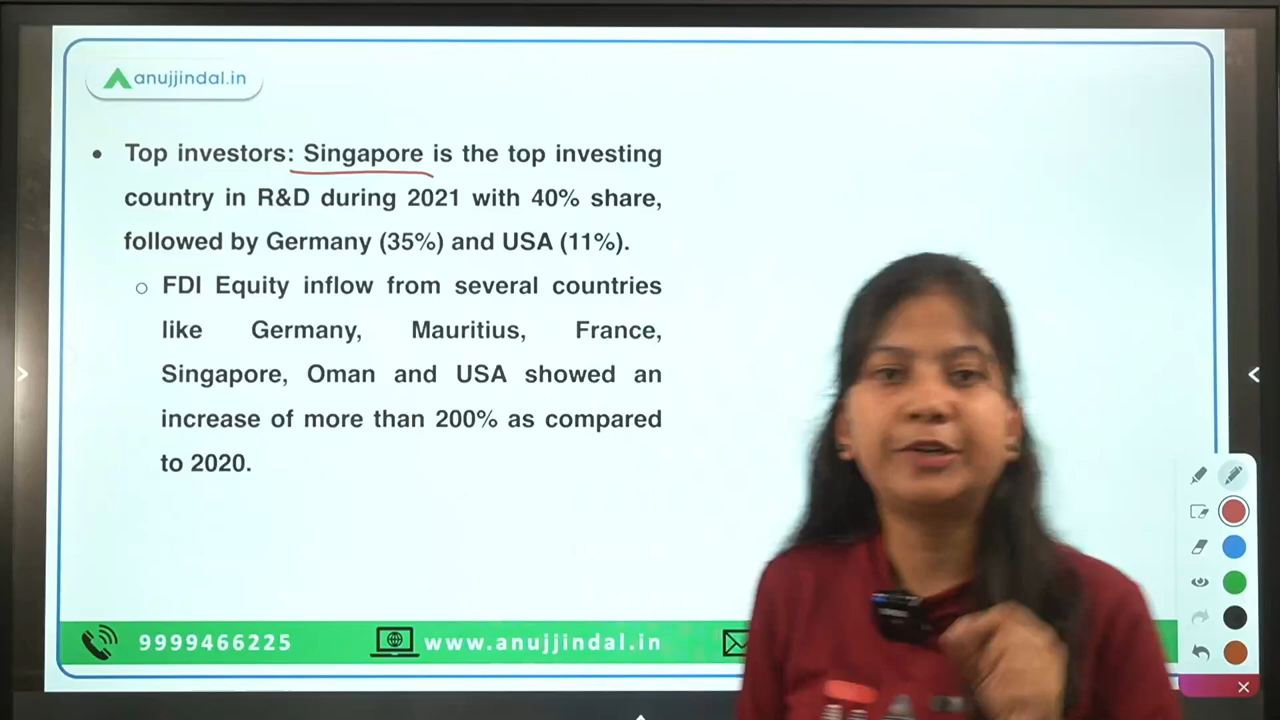 anujjindal.in
• Top investors: Singapore is the top investing
country in R&D during 2021 with 40% share,
followed by Germany (35%) and USA (11%).
○ FDI Equity inflow from several countries
like Germany, Mauritius, France,
Singapore, Oman and USA showed an
increase of more than 200% as compared
to 2020.
9999466225 www.anujjindal.in